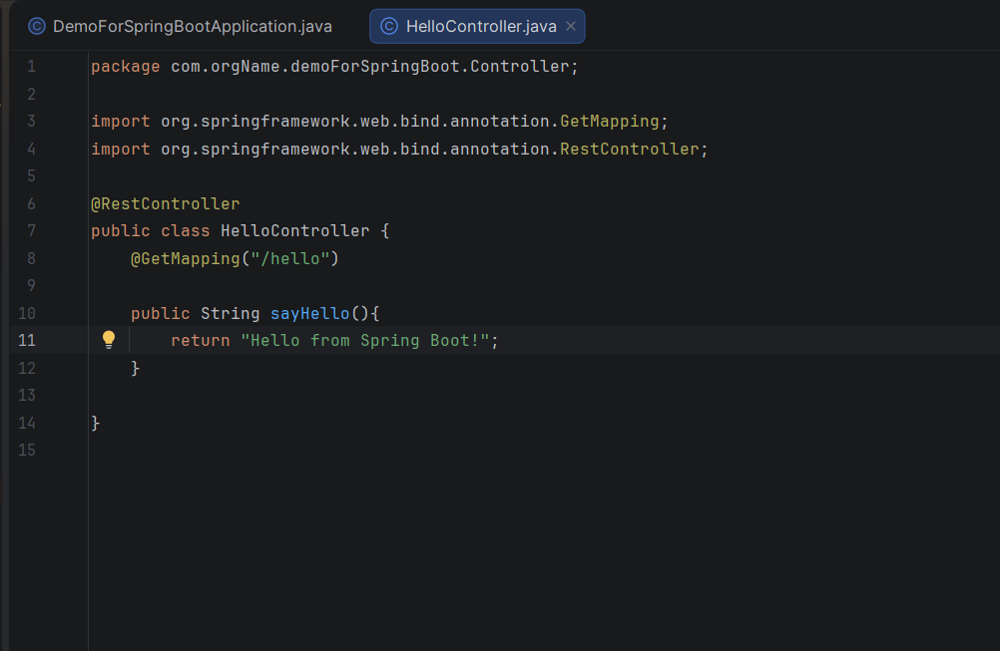 DemoForSpringBootApplication.java HelloController.java
1 package com.orgName.demoForSpringBoot.Controller;
2
3 import org.springframework.web.bind.annotation.GetMapping;
4 import org.springframework.web.bind.annotation.RestController;
5
6 @RestController
7 public class HelloController {
8     @GetMapping("/hello")
9
10     public String sayHello(){
11         return "Hello from Spring Boot!";
12     }
13
14 }
15